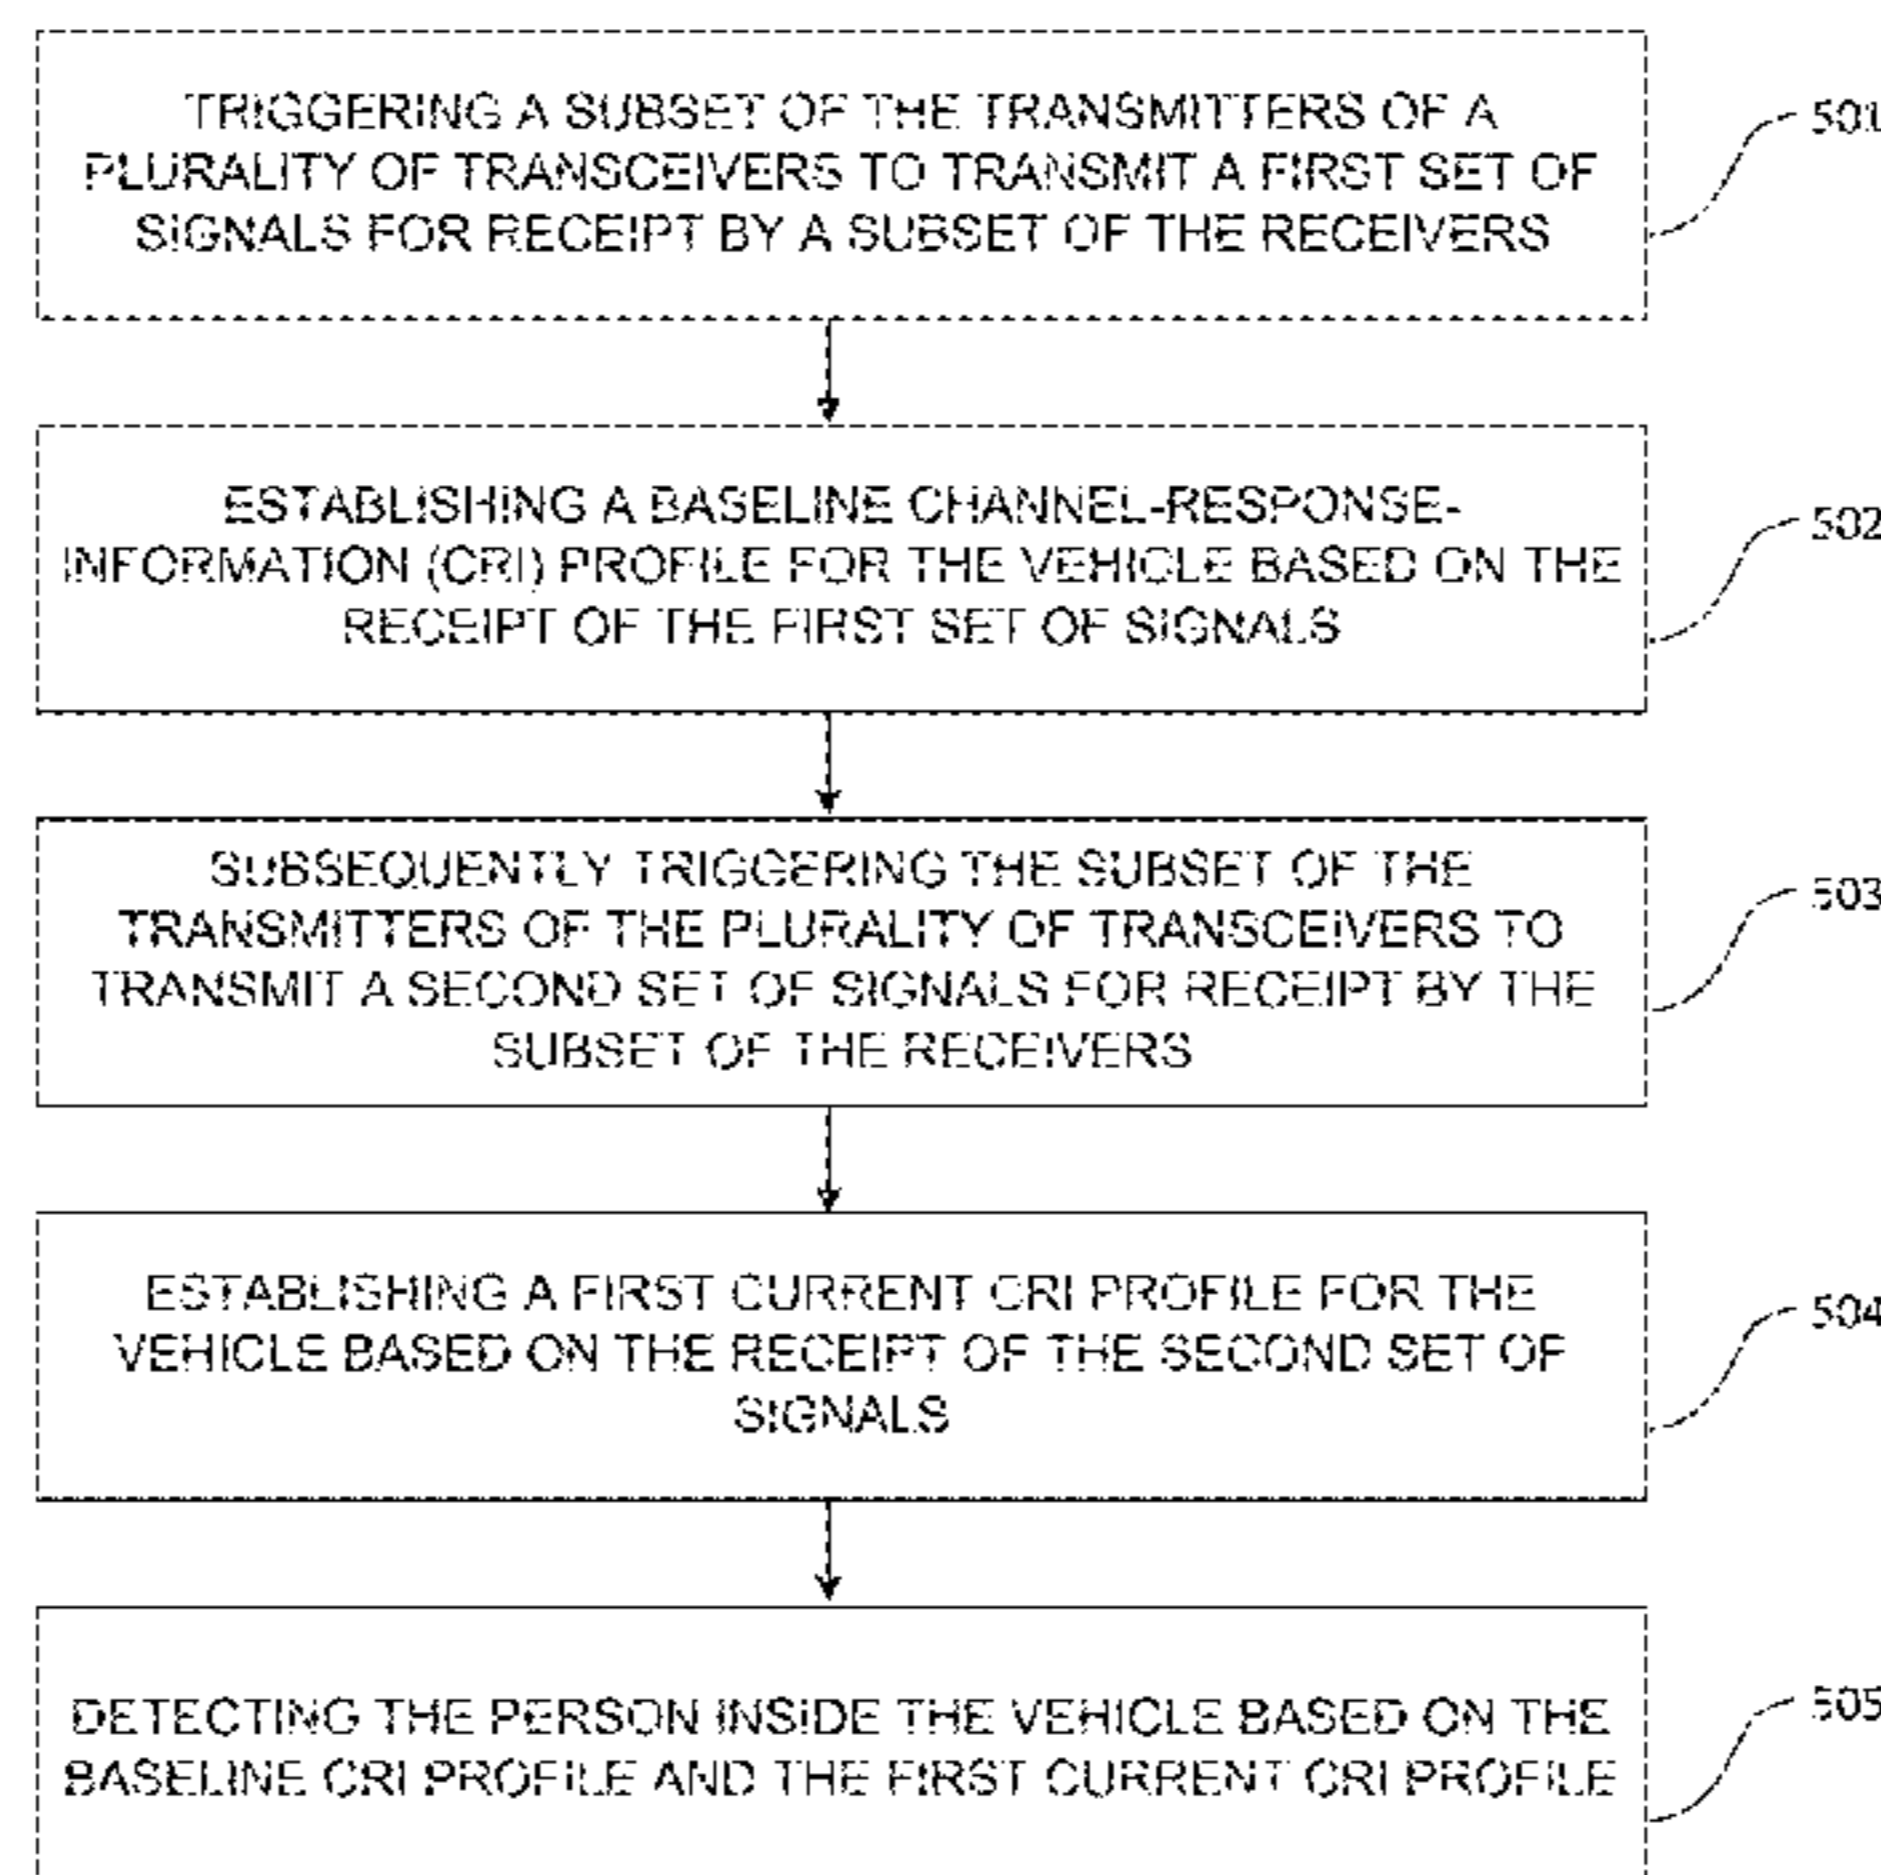 TRIGGERING A SUBSET OF THE TRANSMITTERS OF A
PLURALITY OF TRANSCEIVERS TO TRANSMIT A FIRST SET OF
SIGNALS FOR RECEIPT BY A SUBSET OF THE RECEIVERS
501
ESTABLISHING A BASELINE CHANNEL-RESPONSE-
INFORMATION (CRI) PROFILE FOR THE VEHICLE BASED ON THE
RECEIPT OF THE FIRST SET OF SIGNALS
502
SUBSEQUENTLY TRIGGERING THE SUBSET OF THE
TRANSMITTERS OF THE PLURALITY OF TRANSCEIVERS TO
TRANSMIT A SECOND SET OF SIGNALS FOR RECEIPT BY THE
SUBSET OF THE RECEIVERS
503
ESTABLISHING A FIRST CURRENT CRI PROFILE FOR THE
VEHICLE BASED ON THE RECEIPT OF THE SECOND SET OF
SIGNALS
504
DETECTING THE PERSON INSIDE THE VEHICLE BASED ON THE
BASELINE CRI PROFILE AND THE FIRST CURRENT CRI PROFILE
505